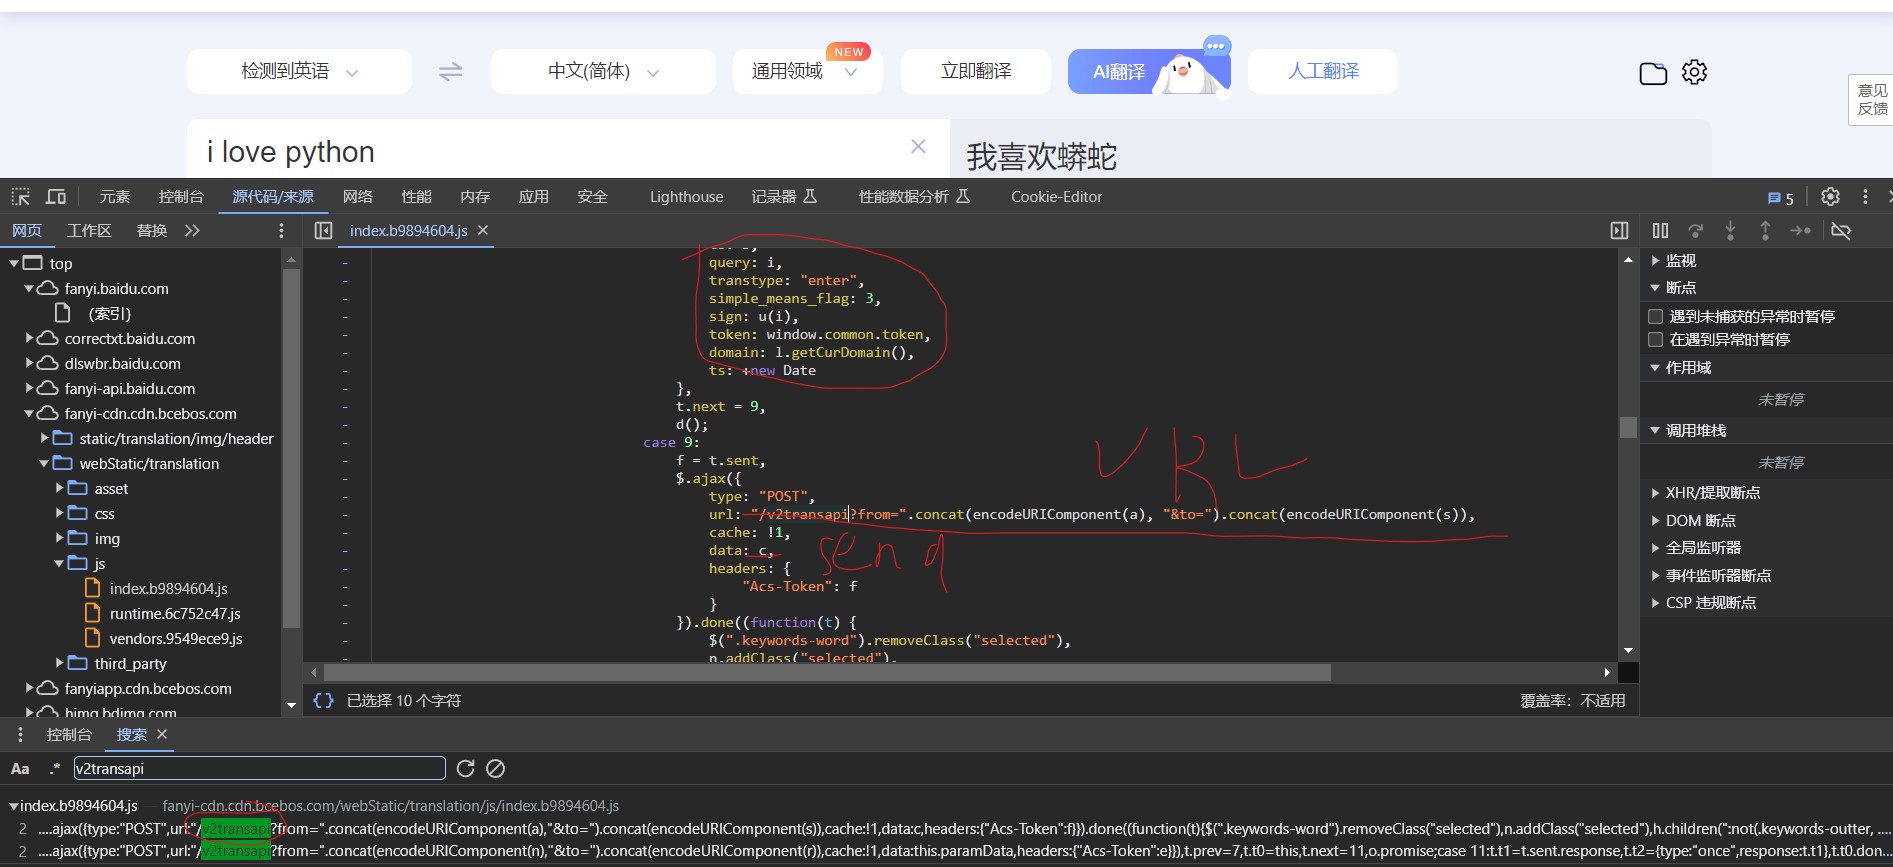 检测到英语
中文(简体)
通用领域
NEW
立即翻译
AI翻译
人工翻译
意见
反馈
i love python
我喜欢蟒蛇
元素 控制台 源代码/来源 网络 性能 内存 应用 安全 Lighthouse 记录器 性能数据分析 Cookie-Editor
5
网页 工作区 替换
index.b9894604.js
top
fanyi.baidu.com
(索引)
correctxt.baidu.com
dlswbr.baidu.com
fanyi-api.baidu.com
fanyi-cdn.cdn.bcebos.com
static/translation/img/header
webStatic/translation
asset
css
img
js
index.b9894604.js
runtime.6c752c47.js
vendors.9549ece9.js
third_party
fanyiapp.cdn.bcebos.com
himg.bdimg.com
query: i,
transtype: "enter",
simple_means_flag: 3,
sign: u(i),
token: window.common.token,
domain: l.getCurDomain(),
ts: +new Date
},
t.next = 9,
d();
case 9:
f = t.sent,
$.ajax({
type: "POST",
url: "/v2transapi?from=".concat(encodeURIComponent(a), "&to=").concat(encodeURIComponent(s)),
cache: !1,
data: c,
headers: {
"Acs-Token": f
}
}).done((function(t) {
$(".keywords-word").removeClass("selected"),
n.addClass("selected"),
URL
send
已选择 10 个字符
覆盖率：不适用
监视
断点
遇到未捕获的异常时暂停
在遇到异常时暂停
作用域
未暂停
调用堆栈
未暂停
XHR/提取断点
DOM 断点
全局监听器
事件监听器断点
CSP 违规断点
控制台 搜索
Aa .* v2transapi
index.b9894604.js — fanyi-cdn.cdn.bcebos.com/webStatic/translation/js/index.b9894604.js
2 ....ajax({type:"POST",url:"/v2transapi?from=".concat(encodeURIComponent(a),"&to=").concat(encodeURIComponent(s)),cache:!1,data:c,headers:{"Acs-Token":f}}).done((function(t){$(".keywords-word").removeClass("selected"),n.addClass("selected"),h.children(":not(.keywords-outter, ....
2 ....ajax({type:"POST",url:"/v2transapi?from=".concat(encodeURIComponent(n),"&to=").concat(encodeURIComponent(r)),cache:!1,data:this.paramData,headers:{"Acs-Token":e}}),t.prev=7,t.t0=this,t.next=11,o.promise;case 11:t.t1=t.sent.response,t.t2={type:"once",response:t.t1},t.t0.don...